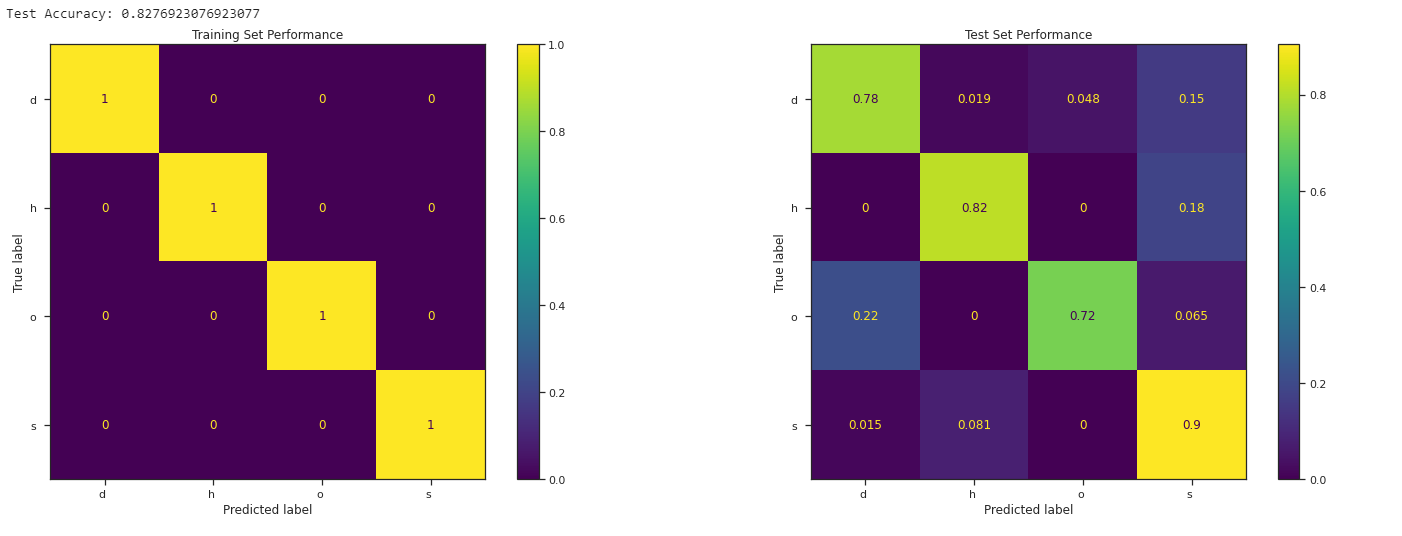 Test Accuracy: 0.8276923076923077
Training Set Performance
1.0
d
1
0
0
0
0.8
h
0
1
0
0
0.6
True label
0.4
o
0
0
1
0
0.2
s
0
0
0
1
0.0
d
h
o
s
Predicted label
Test Set Performance
d
0.78
0.019
0.048
0.15
0.8
h
0
0.82
0
0.18
0.6
True label
0.4
o
0.22
0
0.72
0.065
0.2
s
0.015
0.081
0
0.9
0.0
d
h
o
s
Predicted label